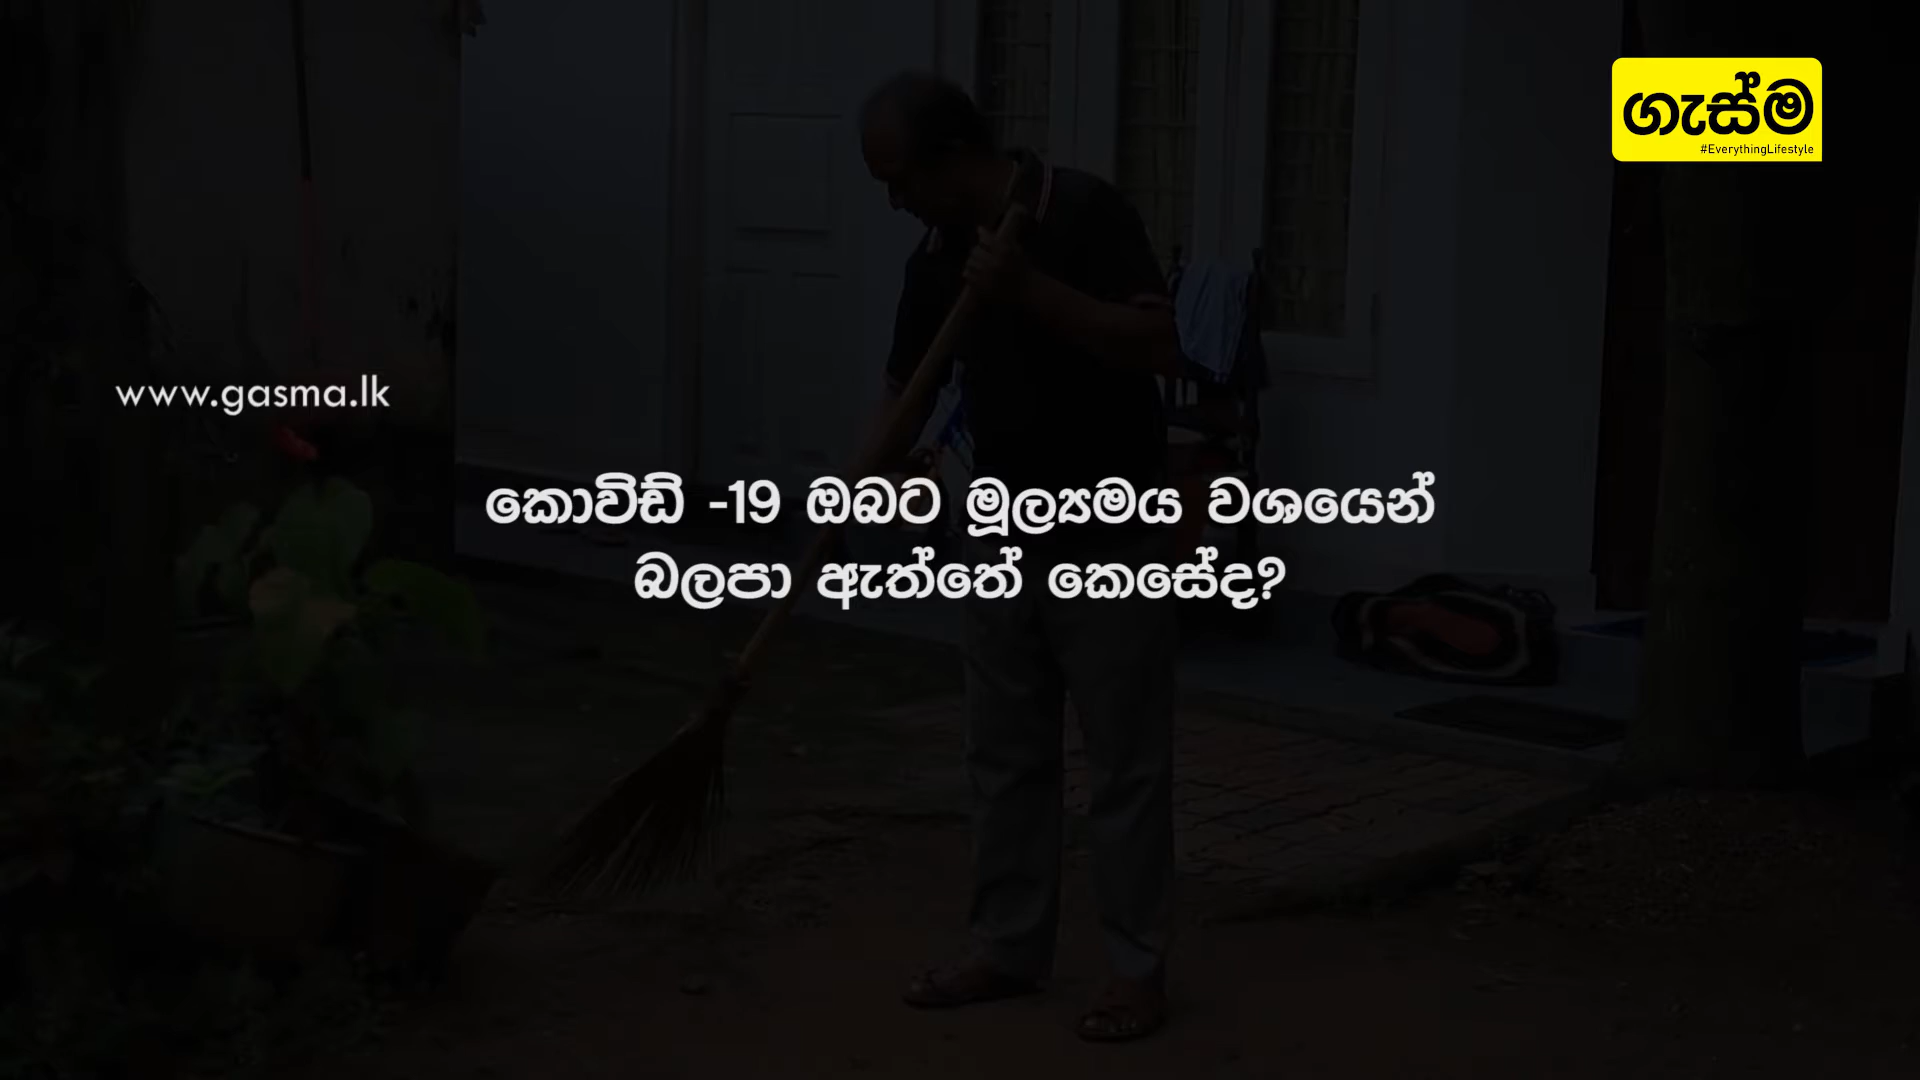 ගැස්ම
#EverythingLifestyle
www.gasma.lk
කොවිඩ් -19 ඔබට මූල්‍යමය වශයෙන්
බලපා ඇත්තේ කෙසේද?